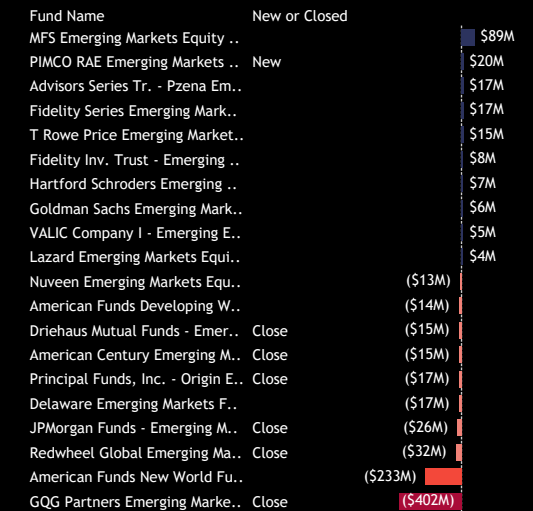 Fund Name New or Closed
MFS Emerging Markets Equity .. $89M
PIMCO RAE Emerging Markets .. New $20M
Advisors Series Tr. - Pzena Em.. $17M
Fidelity Series Emerging Mark.. $17M
T Rowe Price Emerging Market.. $15M
Fidelity Inv. Trust - Emerging .. $8M
Hartford Schroders Emerging .. $7M
Goldman Sachs Emerging Mark.. $6M
VALIC Company I - Emerging E.. $5M
Lazard Emerging Markets Equi.. $4M
Nuveen Emerging Markets Equ.. ($13M)
American Funds Developing W.. ($14M)
Driehaus Mutual Funds - Emer.. Close ($15M)
American Century Emerging M.. Close ($15M)
Principal Funds, Inc. - Origin E.. Close ($17M)
Delaware Emerging Markets F.. ($17M)
JPMorgan Funds - Emerging M.. Close ($26M)
Redwheel Global Emerging Ma.. Close ($32M)
American Funds New World Fu.. ($233M)
GQG Partners Emerging Marke.. Close ($402M)